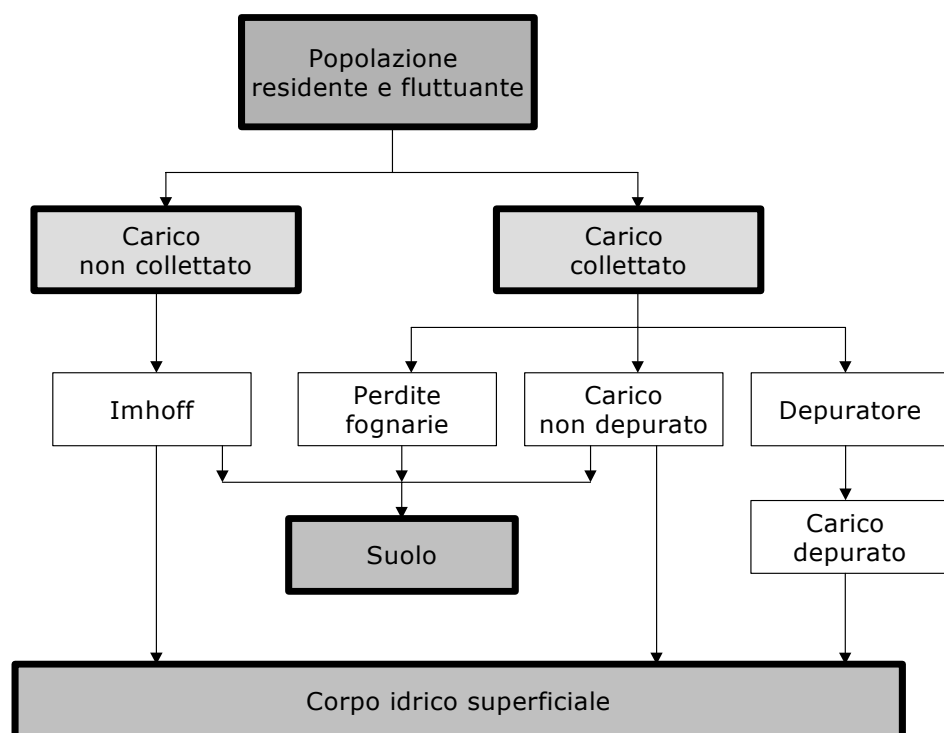 Popolazione
residente e fluttuante
Carico
non collettato
Carico
collettato
Imhoff
Perdite
fognarie
Carico
non depurato
Depuratore
Suolo
Carico
depurato
Corpo idrico superficiale